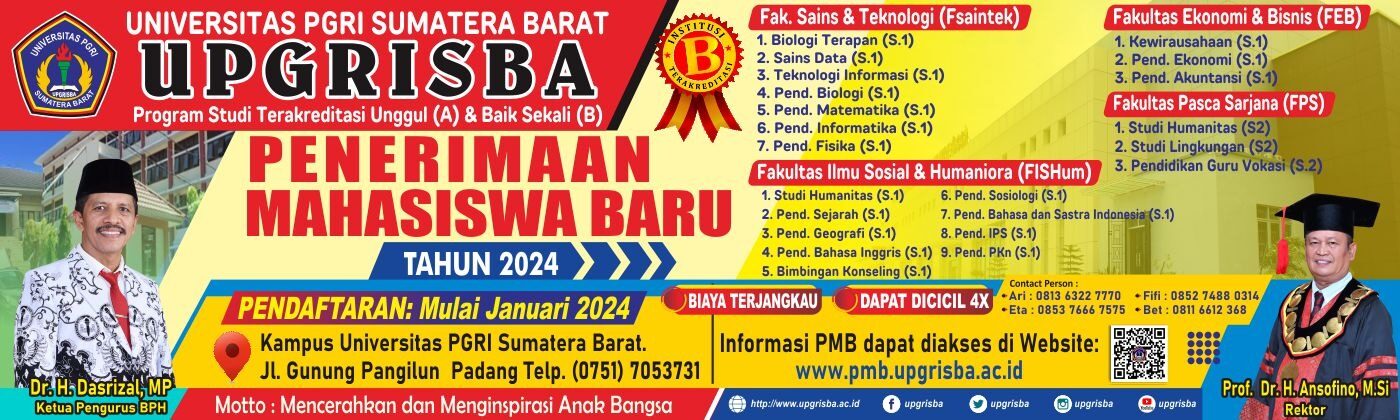 UNIVERSITAS PGRI
SUMATERA BARAT
UPGRISBA
UNIVERSITAS PGRI SUMATERA BARAT
UPGRISBA
Program Studi Terakreditasi Unggul (A) & Baik Sekali (B)
INSTITUSI
B
TERAKREDITASI
PENERIMAAN
MAHASISWA BARU
TAHUN 2024
Fak. Sains & Teknologi (Fsaintek)
1. Biologi Terapan (S.1)
2. Sains Data (S.1)
3. Teknologi Informasi (S.1)
4. Pend. Biologi (S.1)
5. Pend. Matematika (S.1)
6. Pend. Informatika (S.1)
7. Pend. Fisika (S.1)
Fakultas Ilmu Sosial & Humaniora (FISHum)
1. Studi Humanitas (S.1)
2. Pend. Sejarah (S.1)
3. Pend. Geografi (S.1)
4. Pend. Bahasa Inggris (S.1)
5. Bimbingan Konseling (S.1)
6. Pend. Sosiologi (S.1)
7. Pend. Bahasa dan Sastra Indonesia (S.1)
8. Pend. IPS (S.1)
9. Pend. PKn (S.1)
Fakultas Ekonomi & Bisnis (FEB)
1. Kewirausahaan (S.1)
2. Pend. Ekonomi (S.1)
3. Pend. Akuntansi (S.1)
Fakultas Pasca Sarjana (FPS)
1. Studi Humanitas (S2)
2. Studi Lingkungan (S2)
3. Pendidikan Guru Vokasi (S.2)
PENDAFTARAN: Mulai Januari 2024
Kampus Universitas PGRI Sumatera Barat.
Jl. Gunung Pangilun Padang Telp. (0751) 7053731
BIAYA TERJANGKAU
DAPAT DICICIL 4X
Contact Person :
Ari : 0813 6322 7770
Fifi : 0852 7488 0314
Eta : 0853 7666 7575
Bet : 0811 6612 368
Informasi PMB dapat diakses di Website:
www.pmb.upgrisba.ac.id
Dr. H. Dasrizal, MP
Ketua Pengurus BPH
Prof. Dr. H. Ansofino, M.Si
Rektor
Motto : Mencerahkan dan Menginspirasi Anak Bangsa
http://www.upgrisba.ac.id
upgrisba
upgrisba
upgrisba
upgrisba